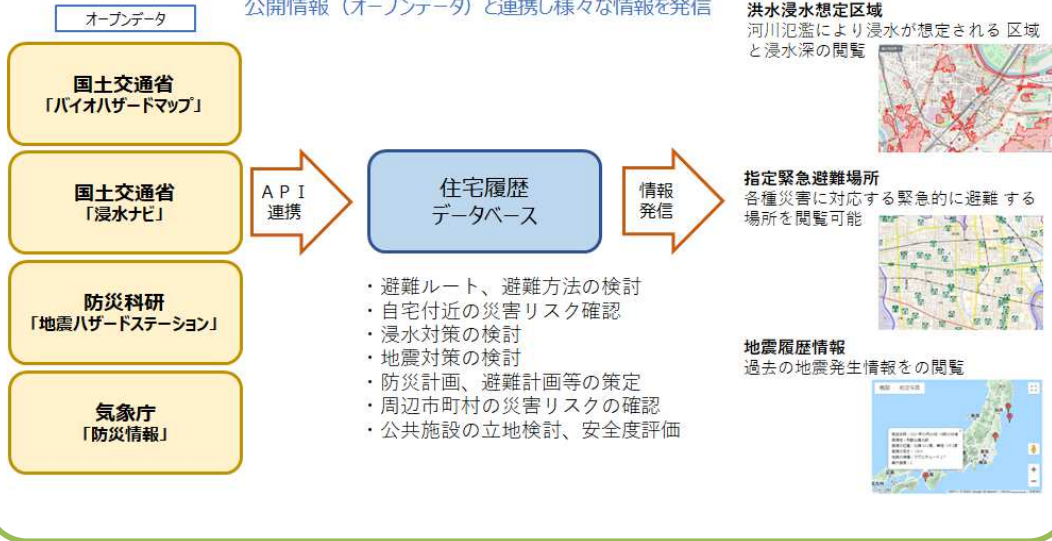 公開情報（オープンデータ）と連携し様々な情報を発信
オープンデータ
国土交通省
「バイオハザードマップ」
国土交通省
「浸水ナビ」
防災科研
「地震ハザードステーション」
気象庁
「防災情報」
ＡＰＩ
連携
住宅履歴
データベース
情報
発信
・避難ルート、避難方法の検討
・自宅付近の災害リスク確認
・浸水対策の検討
・地震対策の検討
・防災計画、避難計画等の策定
・周辺市町村の災害リスクの確認
・公共施設の立地検討、安全度評価
洪水浸水想定区域
河川氾濫により浸水が想定される 区域
と浸水深の閲覧
指定緊急避難場所
各種災害に対応する緊急的に避難 する
場所を閲覧可能
地震履歴情報
過去の地震発生情報をの閲覧